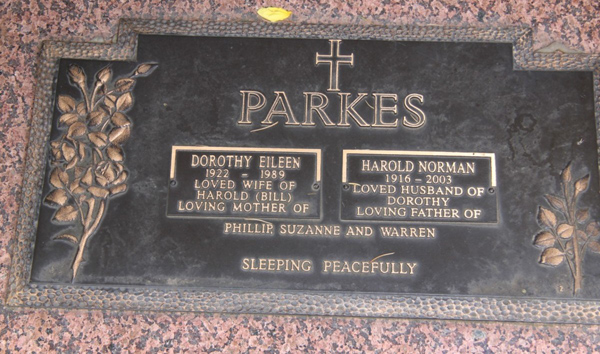 PARKES
DOROTHY EILEEN
1922 - 1989
LOVED WIFE OF
HAROLD (BILL)
LOVING MOTHER OF
HAROLD NORMAN
1916 - 2003
LOVED HUSBAND OF
DOROTHY
LOVING FATHER OF
PHILLIP, SUZANNE AND WARREN
SLEEPING PEACEFULLY